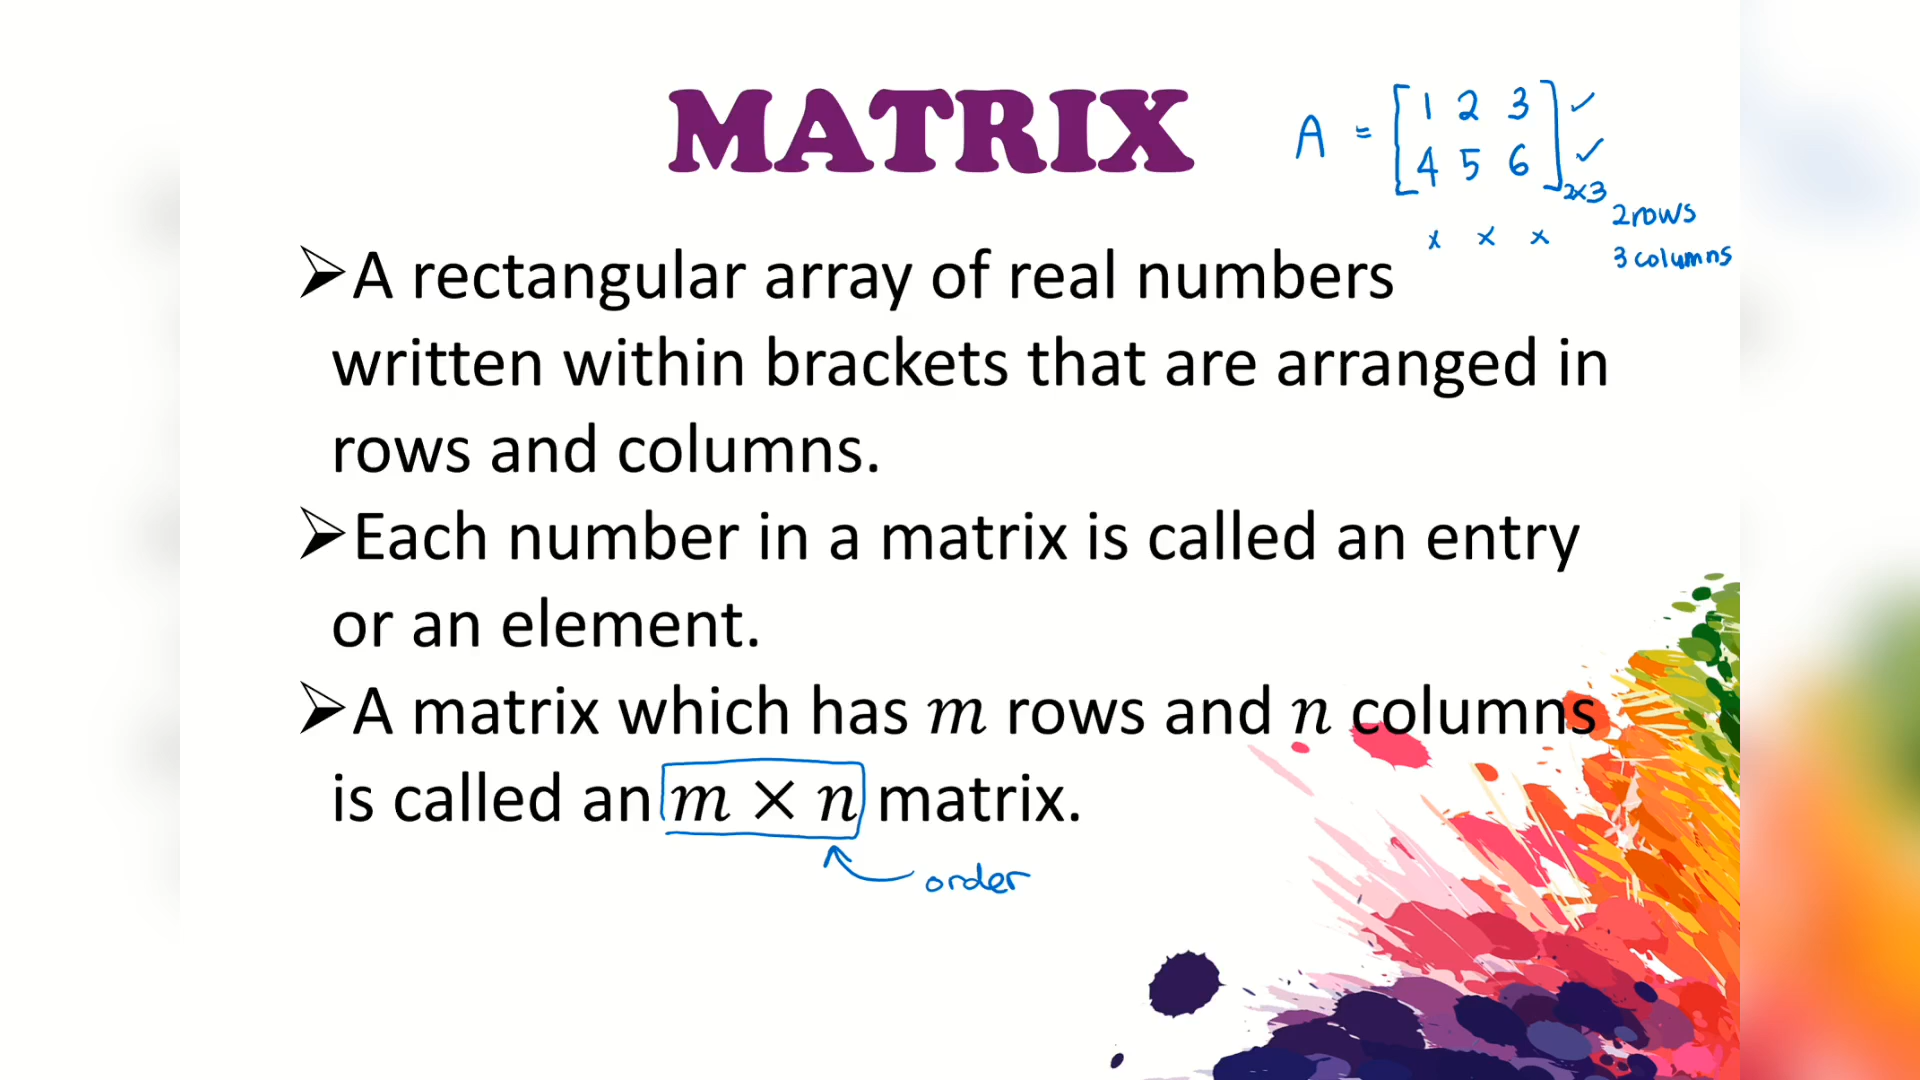 MATRIX
A = [1 2 3] ✓
[4 5 6] ✓
2×3
2 rows
x x x
3 columns
➢A rectangular array of real numbers
written within brackets that are arranged in
rows and columns.
➢Each number in a matrix is called an entry
or an element.
➢A matrix which has m rows and n columns
is called an m × n matrix.
order